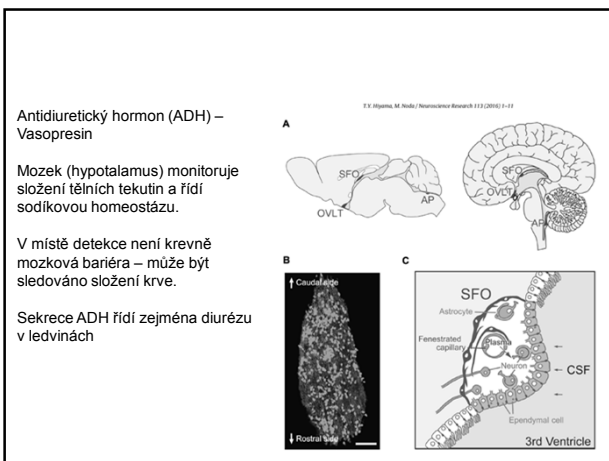 Antidiuretický hormon (ADH) –
Vasopresin
Mozek (hypotalamus) monitoruje
složení tělních tekutin a řídí
sodíkovou homeostázu.
V místě detekce není krevně
mozková bariéra – může být
sledováno složení krve.
Sekrece ADH řídí zejména diurézu
v ledvinách
T.Y. Hiyama, M. Noda / Neuroscience Research 113 (2016) 1–11
A
SFO
OVLT
AP
SFO
OVLT
AP
B
Caudal side
Rostral side
C
SFO
Astrocyte
Fenestrated
capillary
Plasma
Neuron
CSF
Ependymal cell
3rd Ventricle